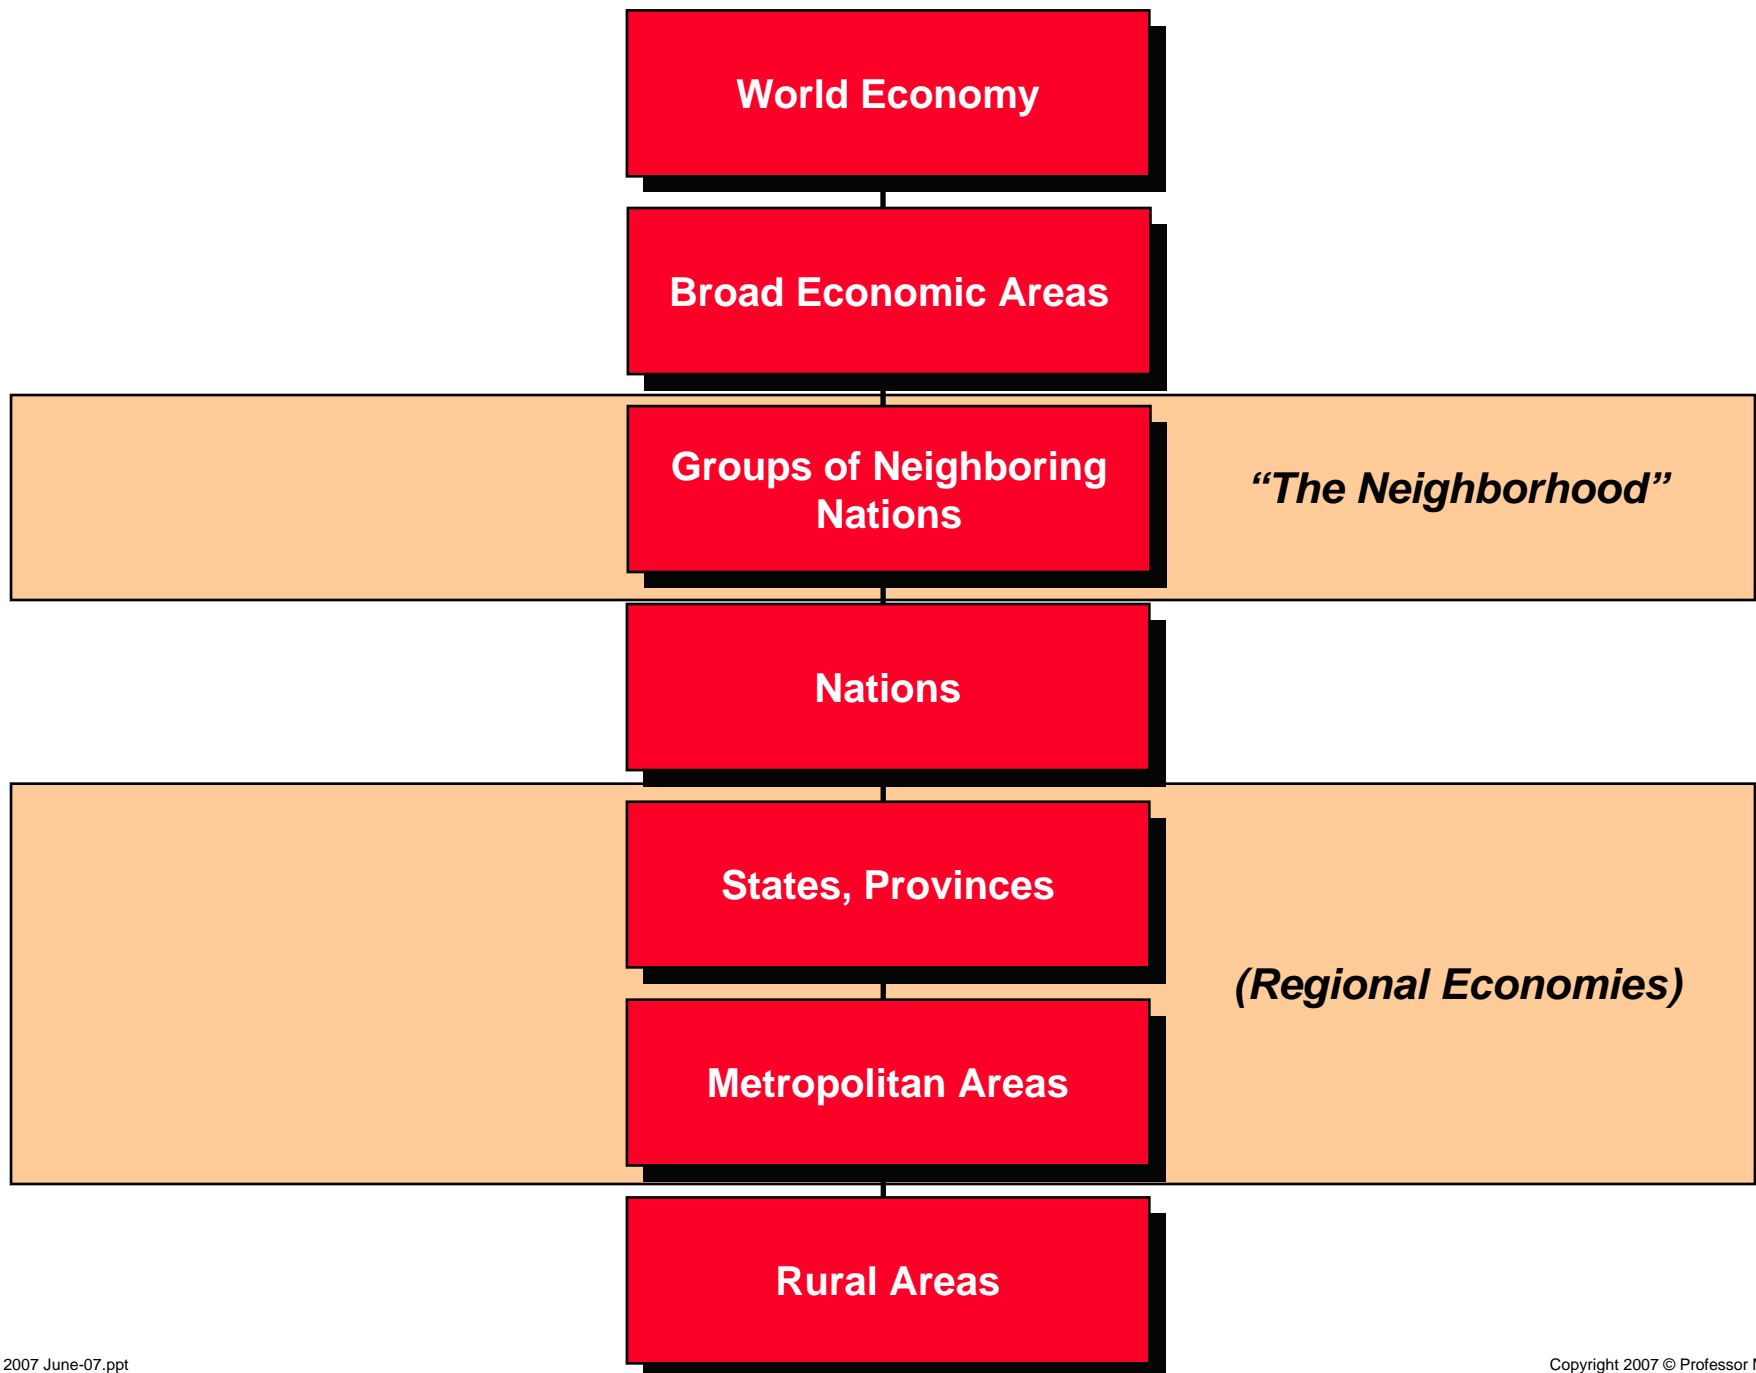 World Economy
Broad Economic Areas
Groups of Neighboring
Nations
“The Neighborhood”
Nations
States, Provinces
(Regional Economies)
Metropolitan Areas
Rural Areas
2007 June-07.ppt
Copyright 2007 © Professor